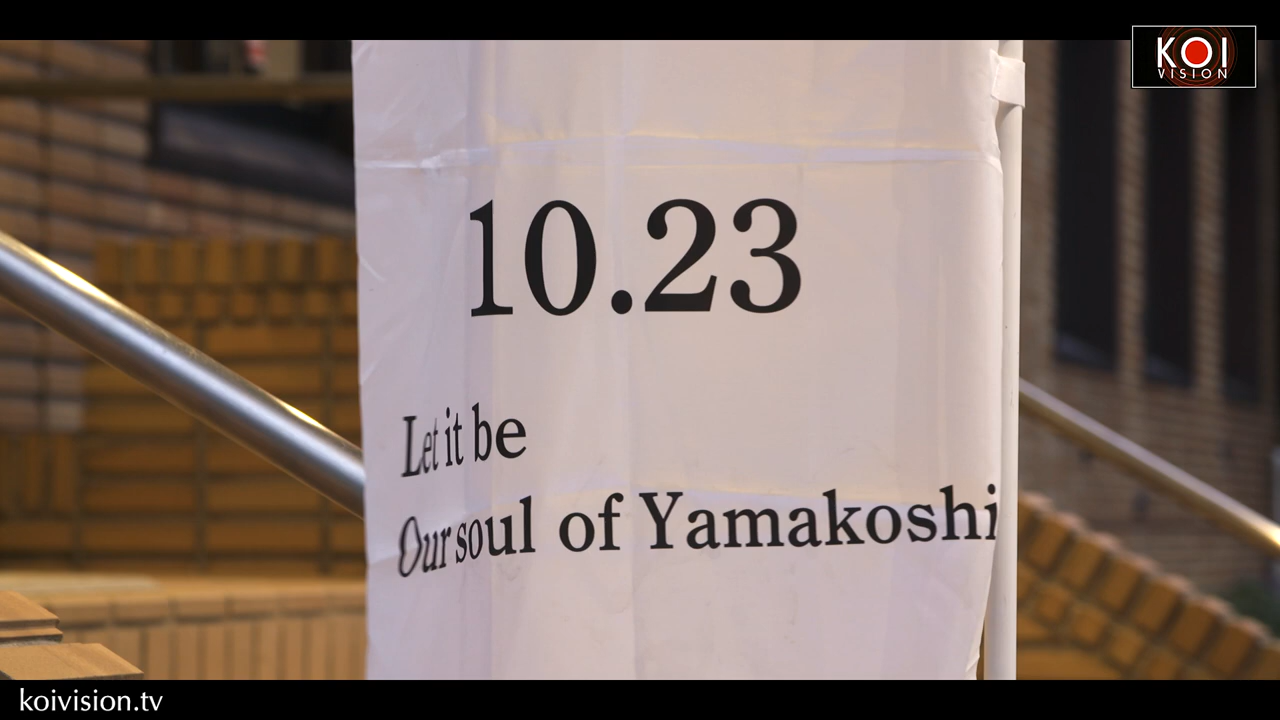 KOI
VISION
10.23
Let it be
Our soul of Yamakoshi
koivision.tv